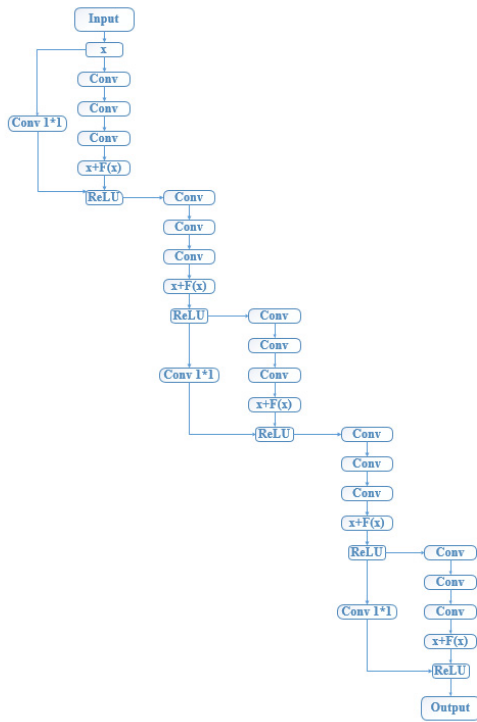 Input
x
Conv
Conv
Conv 1*1
Conv
x+F(x)
ReLU
Conv
Conv
Conv
x+F(x)
ReLU
Conv
Conv
Conv 1*1
Conv
x+F(x)
ReLU
Conv
Conv
Conv
x+F(x)
ReLU
Conv
Conv
Conv 1*1
Conv
x+F(x)
ReLU
Output